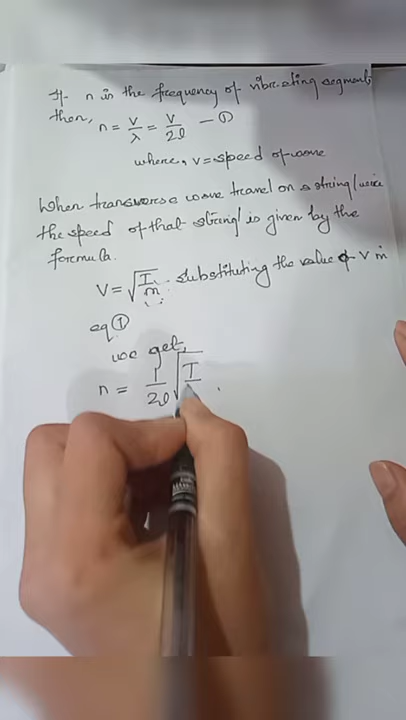 If n is the frequency of vibrating segment
then, n = V/λ = V/2l — ①
where, v = speed of wave
When transverse wave travel on a string/wire
the speed of that string is given by the
formula.
V = √(T/m) . substituting the value of V in
eq①
we get,
n = 1/2l √T